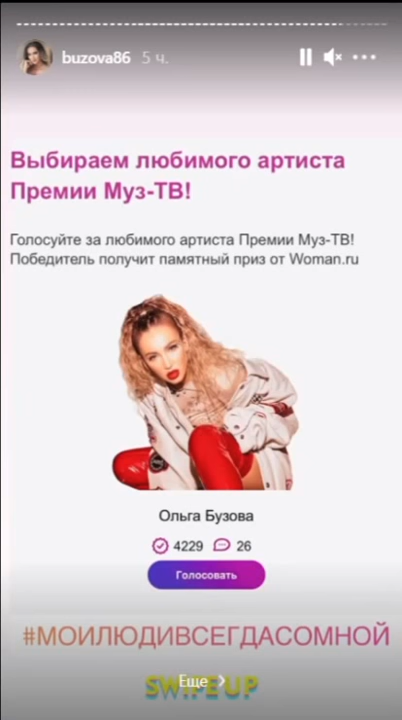 buzova86 5 ч.
Выбираем любимого артиста
Премии Муз-ТВ!
Голосуйте за любимого артиста Премии Муз-ТВ!
Победитель получит памятный приз от Woman.ru
Ольга Бузова
4229 26
Голосовать
#МОИЛЮДИВСЕГДАСОМНОЙ
SWIPE UP
Еще